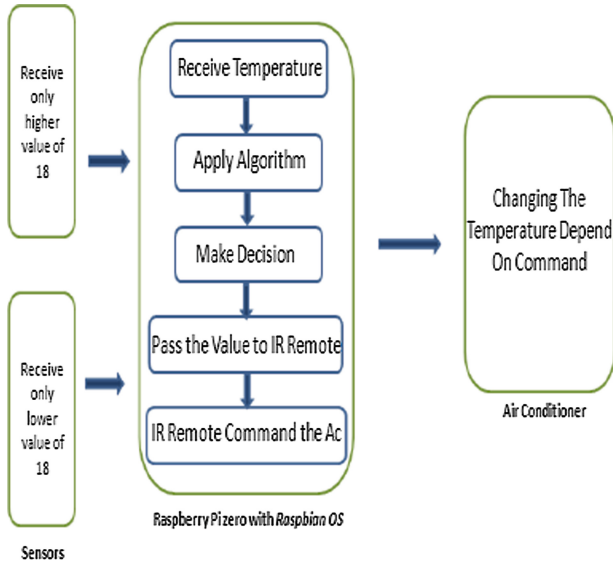 Receive
only
higher
value of
18
Receive
only
lower
value of
18
Sensors
Receive Temperature
Apply Algorithm
Make Decision
Pass the Value to IR Remote
IR Remote Command the Ac
Raspberry Pizero with Raspbian OS
Changing The
Temperature Depend
On Command
Air Conditioner